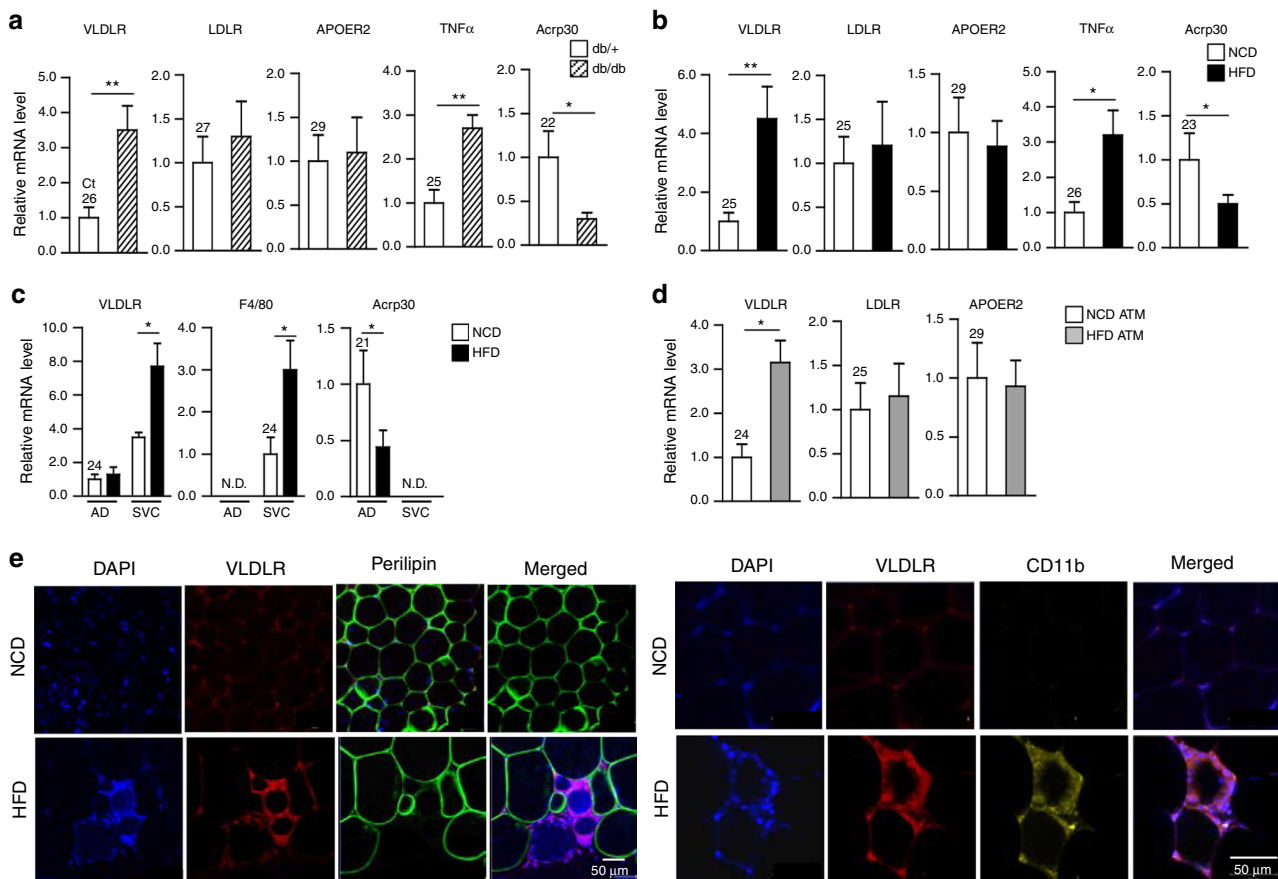 a
VLDLR
LDLR
APOER2
TNFα
Acrp30
db/+
db/db
Relative mRNA level
5.0
4.0
3.0
2.0
1.0
0.0
**
Ct
26
2.0
1.5
1.0
0.5
0.0
27
2.0
1.5
1.0
0.5
0.0
29
4.0
3.0
2.0
1.0
0.0
**
25
2.0
1.5
1.0
0.5
0.0
*
22
b
VLDLR
LDLR
APOER2
TNFα
Acrp30
NCD
HFD
Relative mRNA level
6.0
4.0
2.0
0.0
**
25
2.0
1.5
1.0
0.5
0.0
25
1.5
1.0
0.5
0.0
29
5.0
4.0
3.0
2.0
1.0
0.0
*
26
2.0
1.5
1.0
0.5
0.0
*
23
c
VLDLR
F4/80
Acrp30
NCD
HFD
Relative mRNA level
10.0
8.0
6.0
4.0
2.0
0.0
*
24
AD
SVC
4.0
3.0
2.0
1.0
0.0
*
24
N.D.
AD
SVC
1.5
1.0
0.5
0.0
*
21
N.D.
AD
SVC
d
VLDLR
LDLR
APOER2
NCD ATM
HFD ATM
Relative mRNA level
4.0
3.0
2.0
1.0
0.0
*
24
2.0
1.5
1.0
0.5
0.0
25
1.5
1.0
0.5
0.0
29
e
DAPI
VLDLR
Perilipin
Merged
NCD
HFD
50 μm
DAPI
VLDLR
CD11b
Merged
NCD
HFD
50 μm